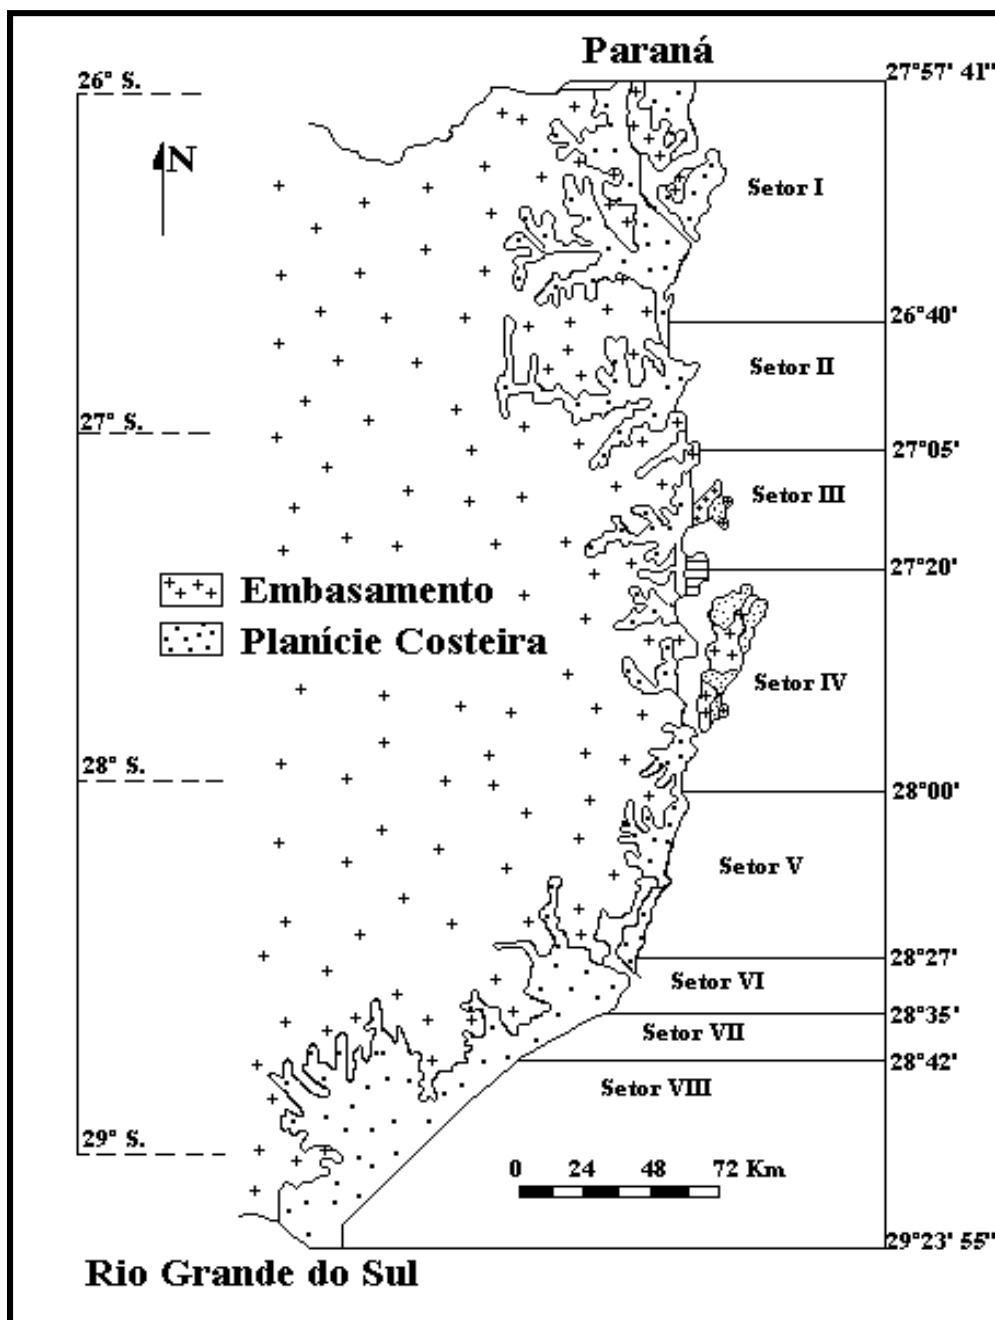 Paraná
26° S.
27° 57' 41"
N
Setor I
26°40'
Setor II
27° S.
27°05'
Setor III
27°20'
Embasamento
Planície Costeira
Setor IV
28° S.
28°00'
Setor V
28°27'
Setor VI
28°35'
Setor VII
28°42'
Setor VIII
29° S.
0 24 48 72 Km
29°23' 55"
Rio Grande do Sul